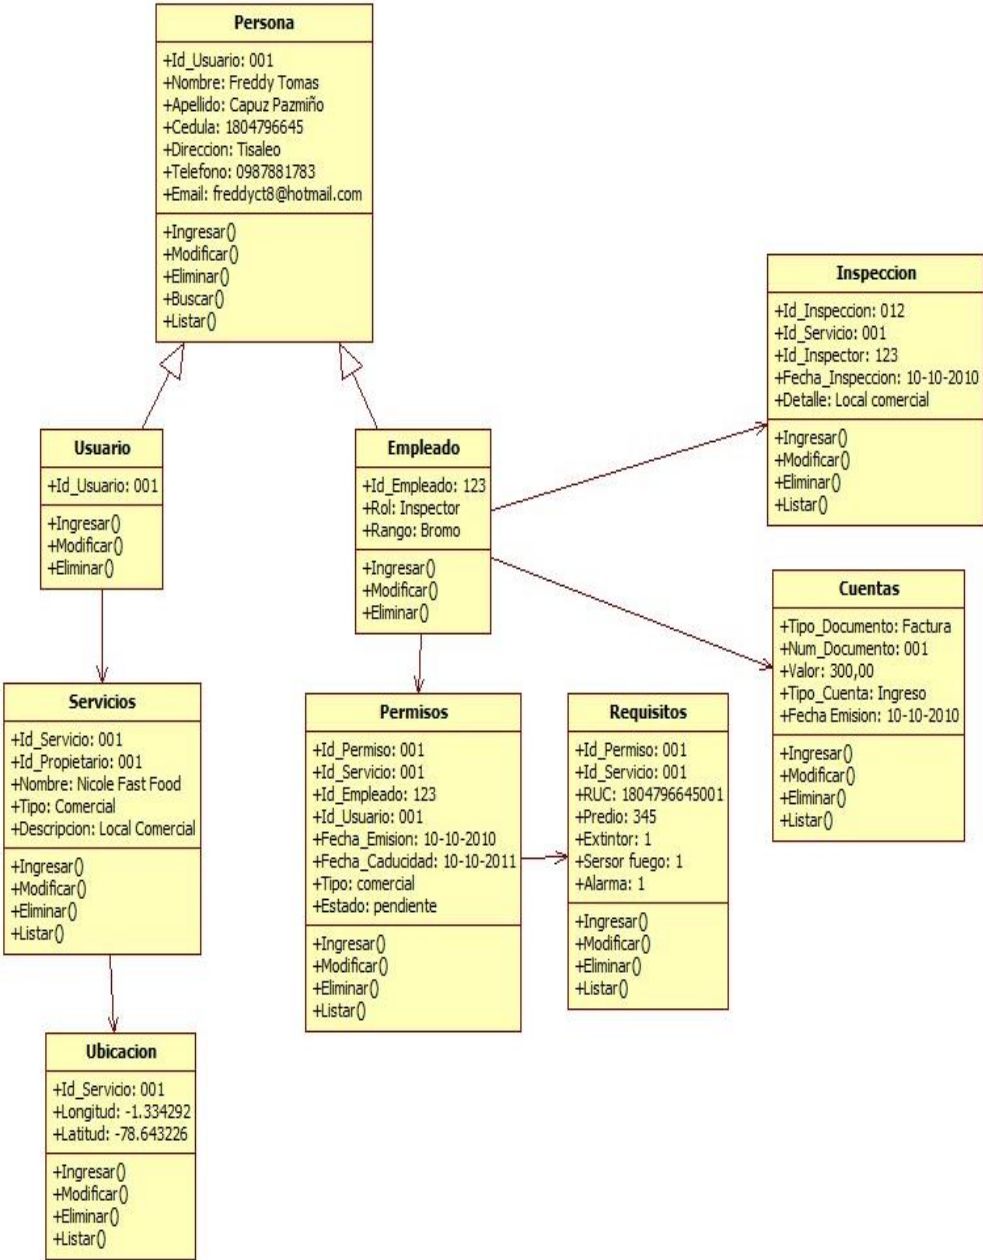 Persona
+Id_Usuario: 001
+Nombre: Freddy Tomas
+Apellido: Capuz Pazmiño
+Cedula: 1804796645
+Direccion: Tisaleo
+Telefono: 0987881783
+Email: freddyct8@hotmail.com
+Ingresar()
+Modificar()
+Eliminar()
+Buscar()
+Listar()
Inspeccion
+Id_Inspeccion: 012
+Id_Servicio: 001
+Id_Inspector: 123
+Fecha_Inspeccion: 10-10-2010
+Detalle: Local comercial
+Ingresar()
+Modificar()
+Eliminar()
+Listar()
Usuario
+Id_Usuario: 001
+Ingresar()
+Modificar()
+Eliminar()
Empleado
+Id_Empleado: 123
+Rol: Inspector
+Rango: Bromo
+Ingresar()
+Modificar()
+Eliminar()
Cuentas
+Tipo_Documento: Factura
+Num_Documento: 001
+Valor: 300,00
+Tipo_Cuenta: Ingreso
+Fecha Emision: 10-10-2010
+Ingresar()
+Modificar()
+Eliminar()
+Listar()
Servicios
+Id_Servicio: 001
+Id_Propietario: 001
+Nombre: Nicole Fast Food
+Tipo: Comercial
+Descripcion: Local Comercial
+Ingresar()
+Modificar()
+Eliminar()
+Listar()
Permisos
+Id_Permiso: 001
+Id_Servicio: 001
+Id_Empleado: 123
+Id_Usuario: 001
+Fecha_Emision: 10-10-2010
+Fecha_Caducidad: 10-10-2011
+Tipo: comercial
+Estado: pendiente
+Ingresar()
+Modificar()
+Eliminar()
+Listar()
Requisitos
+Id_Permiso: 001
+Id_Servicio: 001
+RUC: 1804796645001
+Predio: 345
+Extintor: 1
+Sersor fuego: 1
+Alarma: 1
+Ingresar()
+Modificar()
+Eliminar()
+Listar()
Ubicacion
+Id_Servicio: 001
+Longitud: -1.334292
+Latitud: -78.643226
+Ingresar()
+Modificar()
+Eliminar()
+Listar()